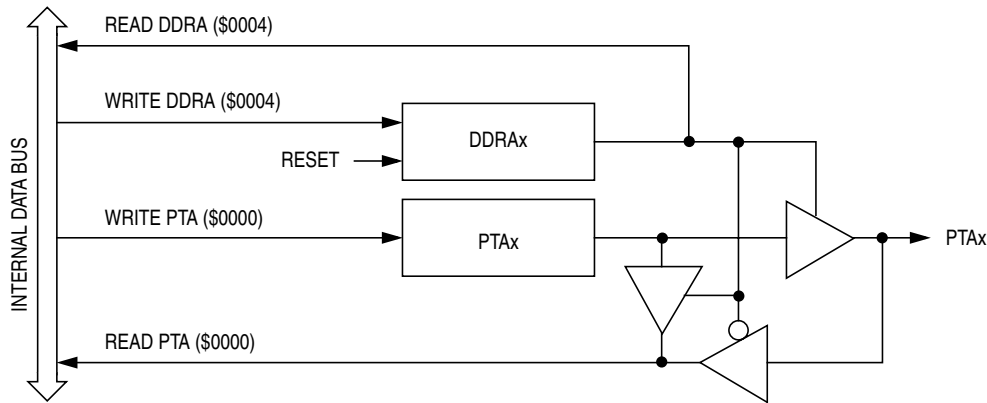 READ DDRA ($0004)
WRITE DDRA ($0004)
DDRAx
RESET
WRITE PTA ($0000)
PTAx
PTAx
READ PTA ($0000)
INTERNAL DATA BUS